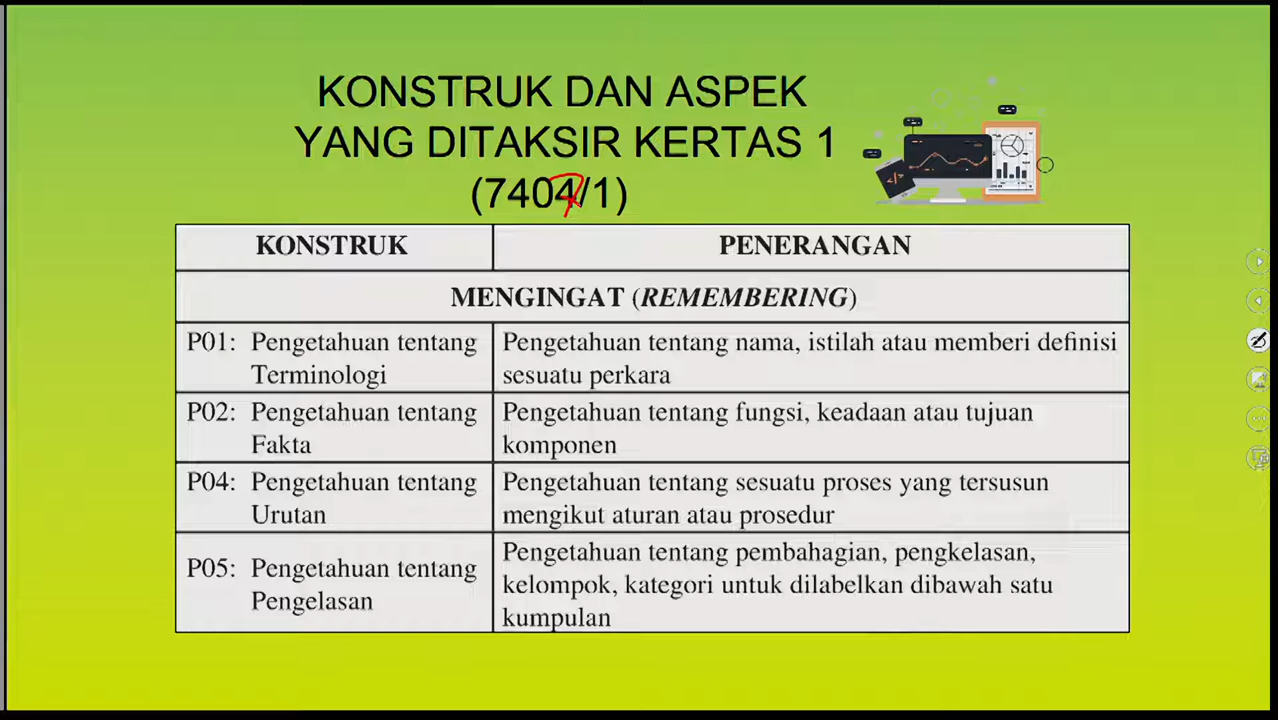 KONSTRUK DAN ASPEK
YANG DITAKSIR KERTAS 1
(7404/1)
KONSTRUK
PENERANGAN
MENGINGAT (REMEMBERING)
P01: Pengetahuan tentang
Terminologi
Pengetahuan tentang nama, istilah atau memberi definisi
sesuatu perkara
P02: Pengetahuan tentang
Fakta
Pengetahuan tentang fungsi, keadaan atau tujuan
komponen
P04: Pengetahuan tentang
Urutan
Pengetahuan tentang sesuatu proses yang tersusun
mengikut aturan atau prosedur
P05: Pengetahuan tentang
Pengelasan
Pengetahuan tentang pembahagian, pengkelasan,
kelompok, kategori untuk dilabelkan dibawah satu
kumpulan